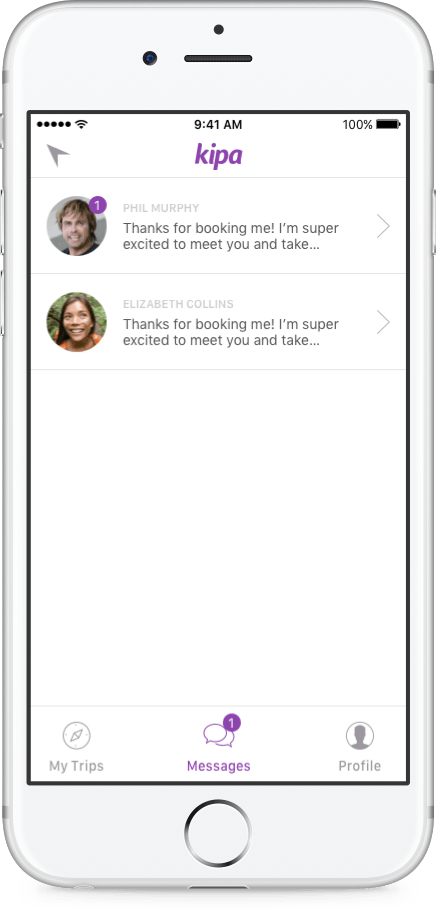 9:41 AM
100%
kipa
1
PHIL MURPHY
Thanks for booking me! I'm super
excited to meet you and take...
ELIZABETH COLLINS
Thanks for booking me! I'm super
excited to meet you and take...
1
My Trips
Messages
Profile